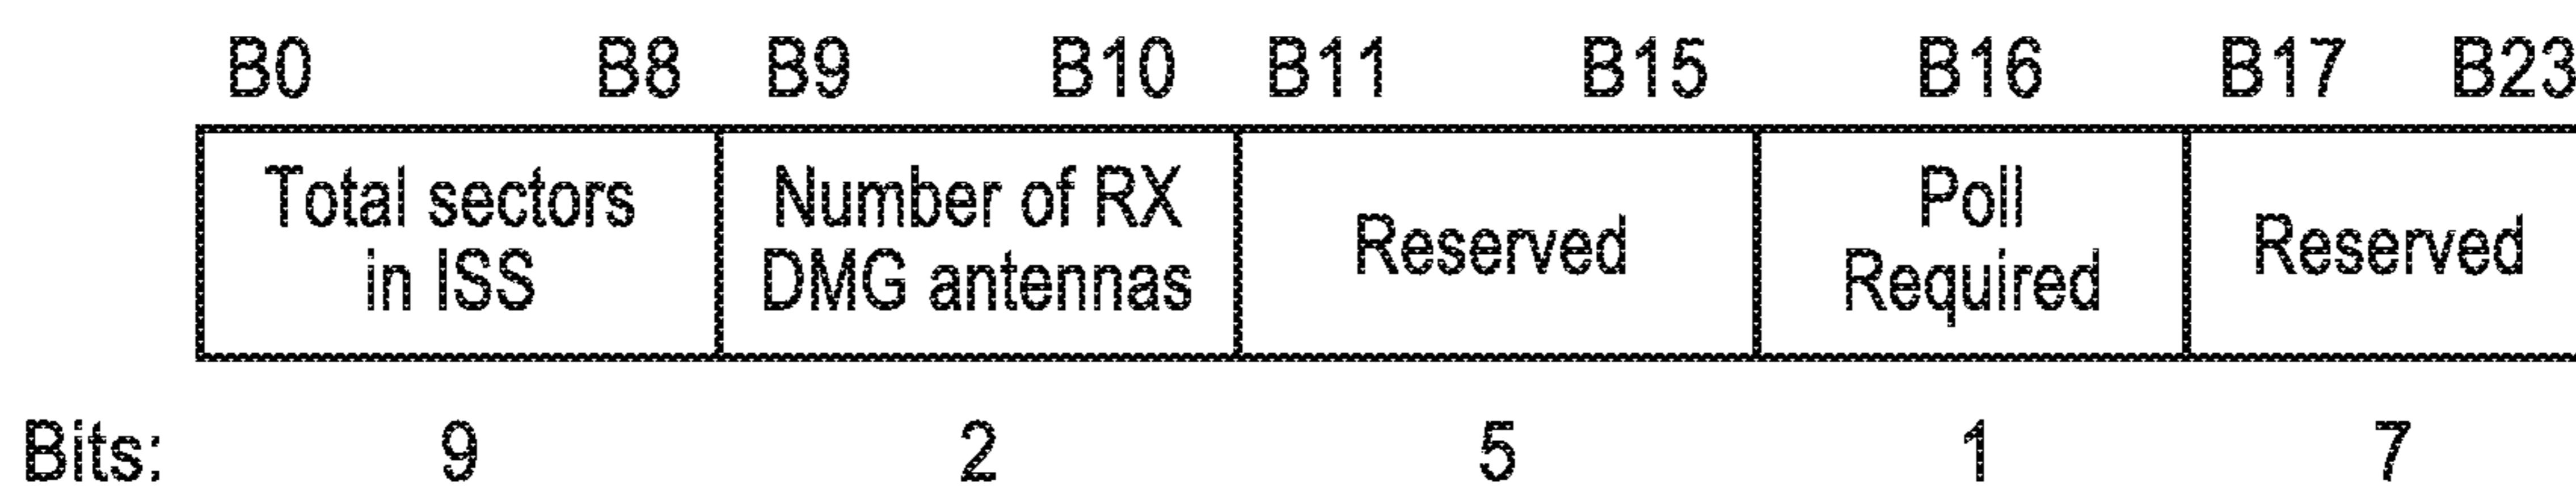 B0 B8 B9 B10 B11 B15 B16 B17 B23
Total sectors in ISS
Number of RX DMG antennas
Reserved
Poll Required
Reserved
Bits: 9 2 5 1 7